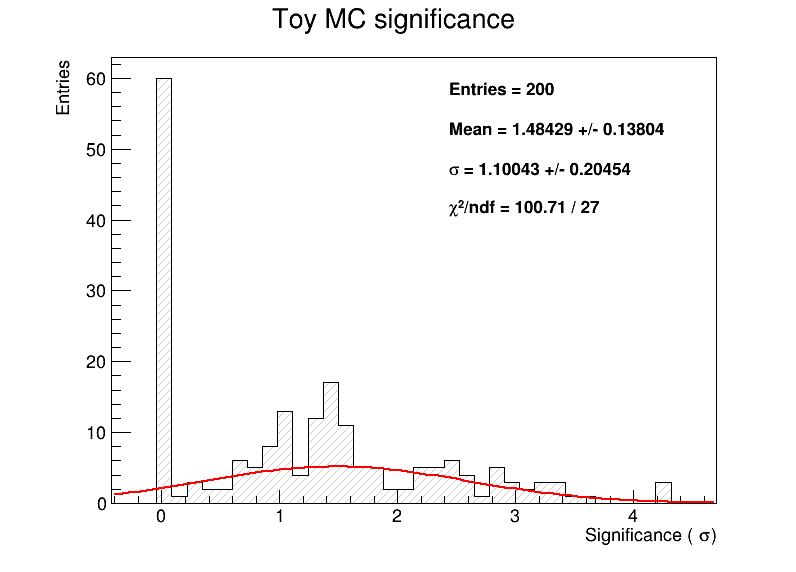 Toy MC significance
Entries
60
50
40
30
20
10
0
Entries = 200
Mean = 1.48429 +/- 0.13804
σ = 1.10043 +/- 0.20454
χ²/ndf = 100.71 / 27
0 1 2 3 4
Significance ( σ)